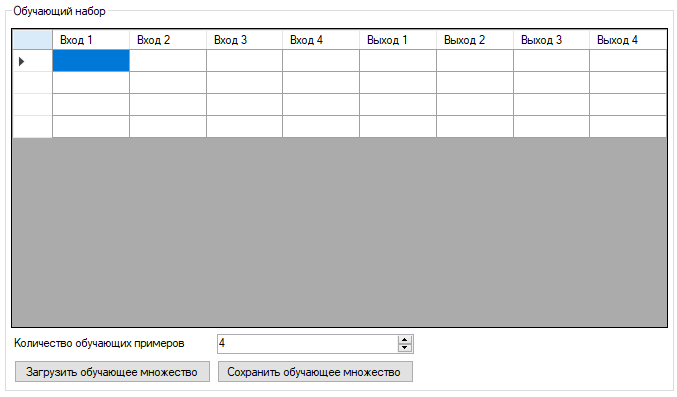 Обучающий набор
Вход 1 Вход 2 Вход 3 Вход 4 Выход 1 Выход 2 Выход 3 Выход 4
Количество обучающих примеров 4
Загрузить обучающее множество Сохранить обучающее множество